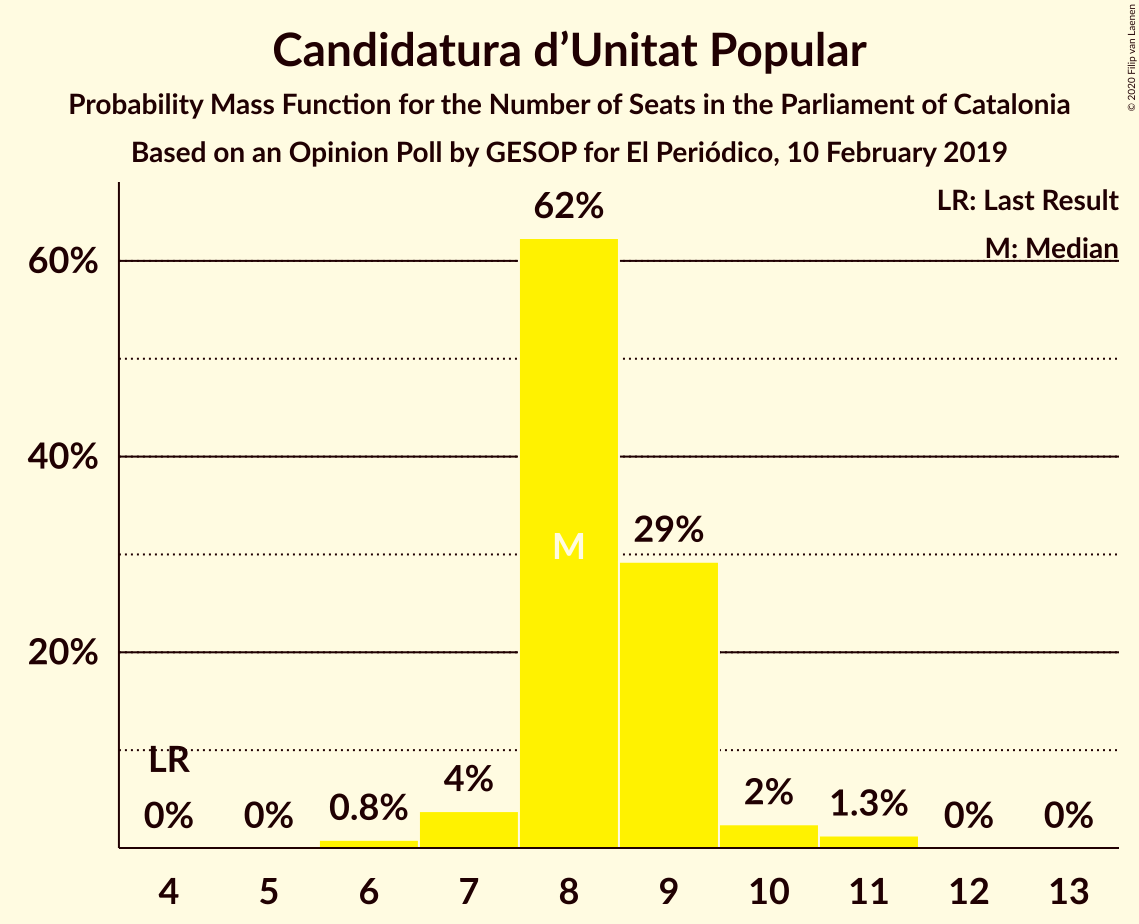 Candidatura d’Unitat Popular
Probability Mass Function for the Number of Seats in the Parliament of Catalonia
Based on an Opinion Poll by GESOP for El Periódico, 10 February 2019
© 2020 Filip van Laenen
LR: Last Result
M: Median
62%
60%
40%
29%
M
20%
LR
0%
0%
0.8%
4%
2%
1.3%
0%
0%
4 5 6 7 8 9 10 11 12 13